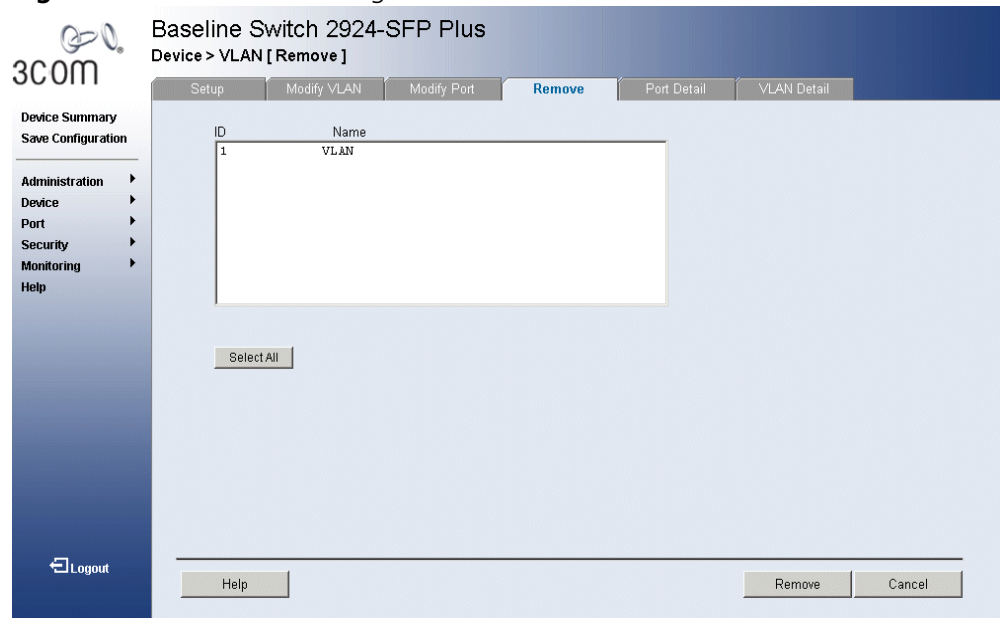 3COM
Baseline Switch 2924-SFP Plus
Device > VLAN [ Remove ]
Setup Modify VLAN Modify Port Remove Port Detail VLAN Detail
Device Summary
Save Configuration
Administration
Device
Port
Security
Monitoring
Help
ID Name
1 VLAN
Select All
Logout
Help Remove Cancel